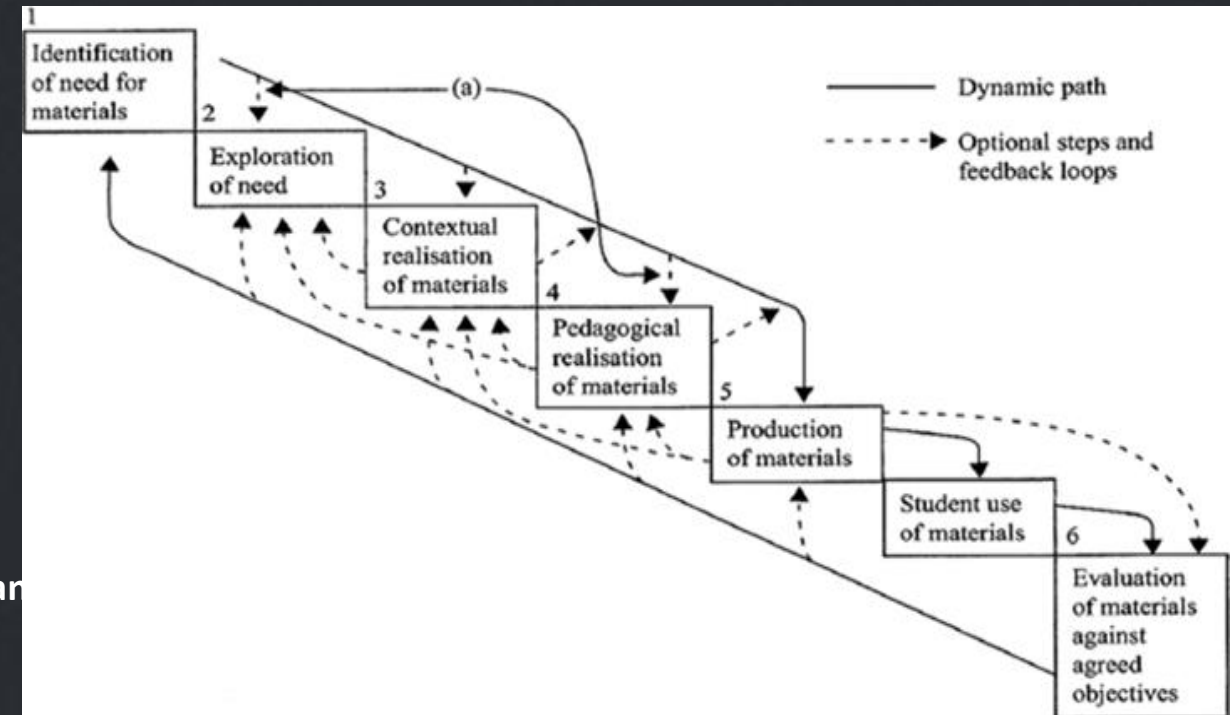 1
Identification
of need for
materials
2
Exploration
of need
3
Contextual
realisation
of materials
4
Pedagogical
realisation
of materials
5
Production
of materials
Student use
of materials
6
Evaluation
of materials
against
agreed
objectives
(a)
Dynamic path
Optional steps and
feedback loops